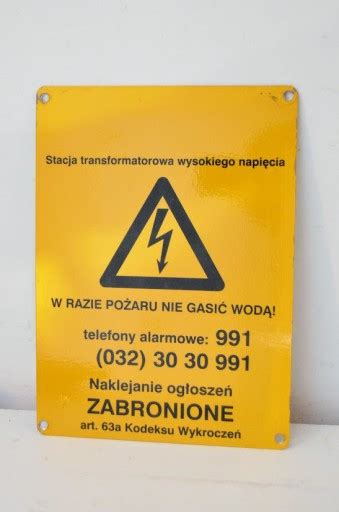 Stacja transformatorowa wysokiego napięcia
W RAZIE POŻARU NIE GASIĆ WODĄ!
telefony alarmowe: 991
(032) 30 30 991
Naklejanie ogłoszeń
ZABRONIONE
art. 63a Kodeksu Wykroczeń